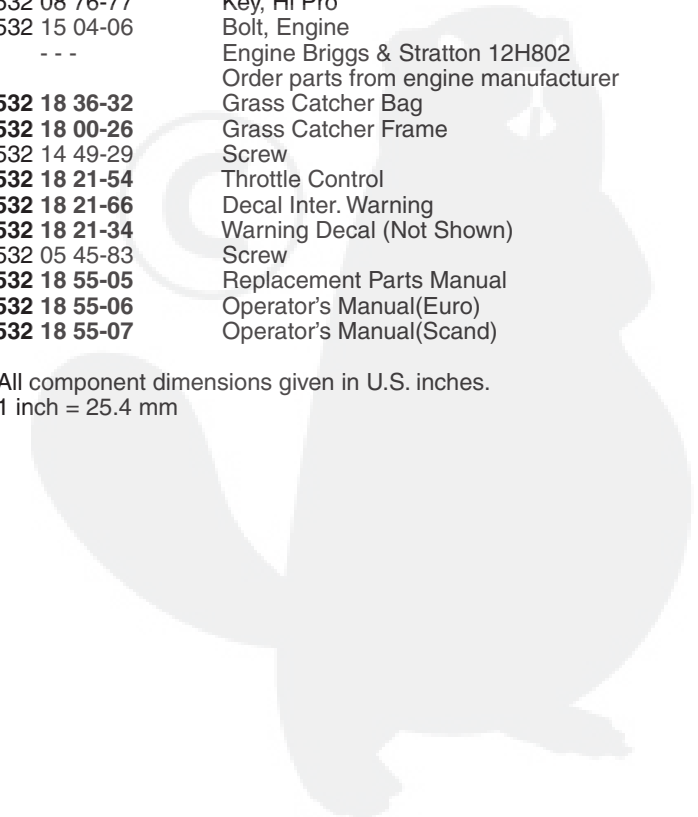 532 08 76-77 Key, Hi Pro
532 15 04-06 Bolt, Engine
- - - Engine Briggs & Stratton 12H802
Order parts from engine manufacturer
532 18 36-32 Grass Catcher Bag
532 18 00-26 Grass Catcher Frame
532 14 49-29 Screw
532 18 21-54 Throttle Control
532 18 21-66 Decal Inter. Warning
532 18 21-34 Warning Decal (Not Shown)
532 05 45-83 Screw
532 18 55-05 Replacement Parts Manual
532 18 55-06 Operator's Manual(Euro)
532 18 55-07 Operator's Manual(Scand)
All component dimensions given in U.S. inches.
1 inch = 25.4 mm
©